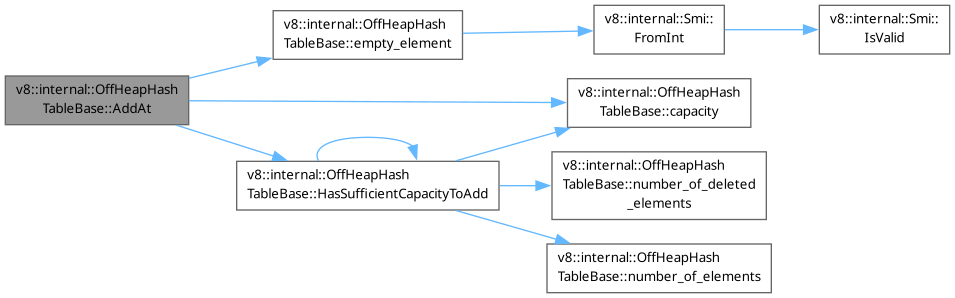 v8::internal::OffHeapHash
TableBase::AddAt
v8::internal::OffHeapHash
TableBase::empty_element
v8::internal::Smi::
FromInt
v8::internal::Smi::
IsValid
v8::internal::OffHeapHash
TableBase::capacity
v8::internal::OffHeapHash
TableBase::HasSufficientCapacityToAdd
v8::internal::OffHeapHash
TableBase::number_of_deleted
_elements
v8::internal::OffHeapHash
TableBase::number_of_elements